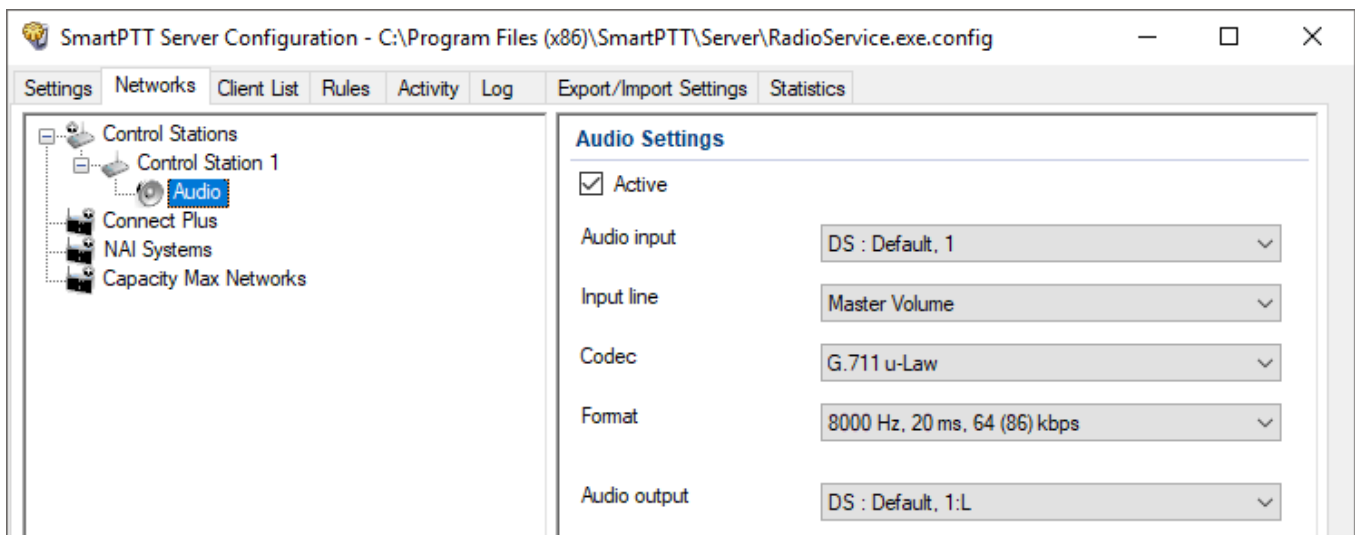 SmartPTT Server Configuration - C:\Program Files (x86)\SmartPTT\Server\RadioService.exe.config
Settings Networks Client List Rules Activity Log Export/Import Settings Statistics
Control Stations
Control Station 1
Audio
Connect Plus
NAI Systems
Capacity Max Networks
Audio Settings
Active
Audio input DS : Default, 1
Input line Master Volume
Codec G.711 u-Law
Format 8000 Hz, 20 ms, 64 (86) kbps
Audio output DS : Default, 1:L